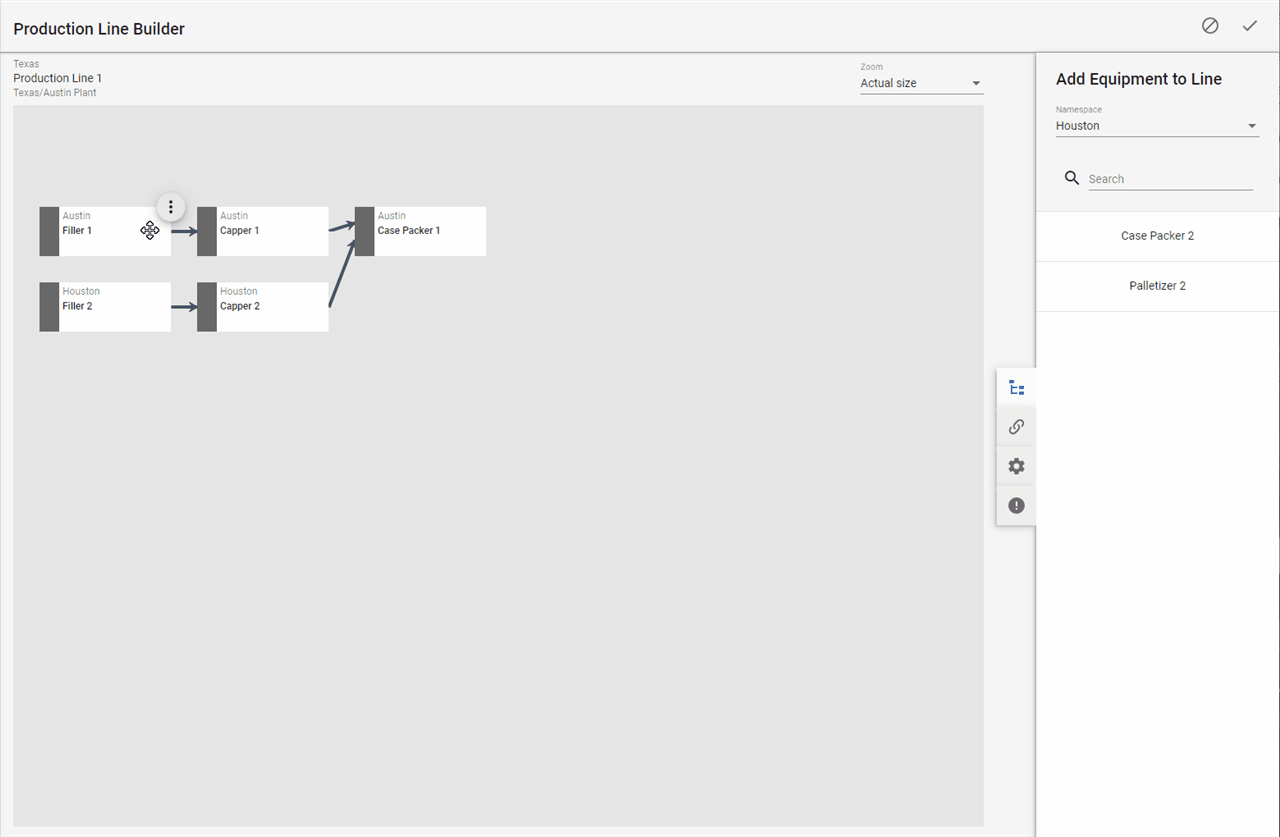 Production Line Builder
Texas
Production Line 1
Texas/Austin Plant
Zoom
Actual size
Austin
Filler 1
Austin
Capper 1
Austin
Case Packer 1
Houston
Filler 2
Houston
Capper 2
Add Equipment to Line
Namespace
Houston
Search
Case Packer 2
Palletizer 2